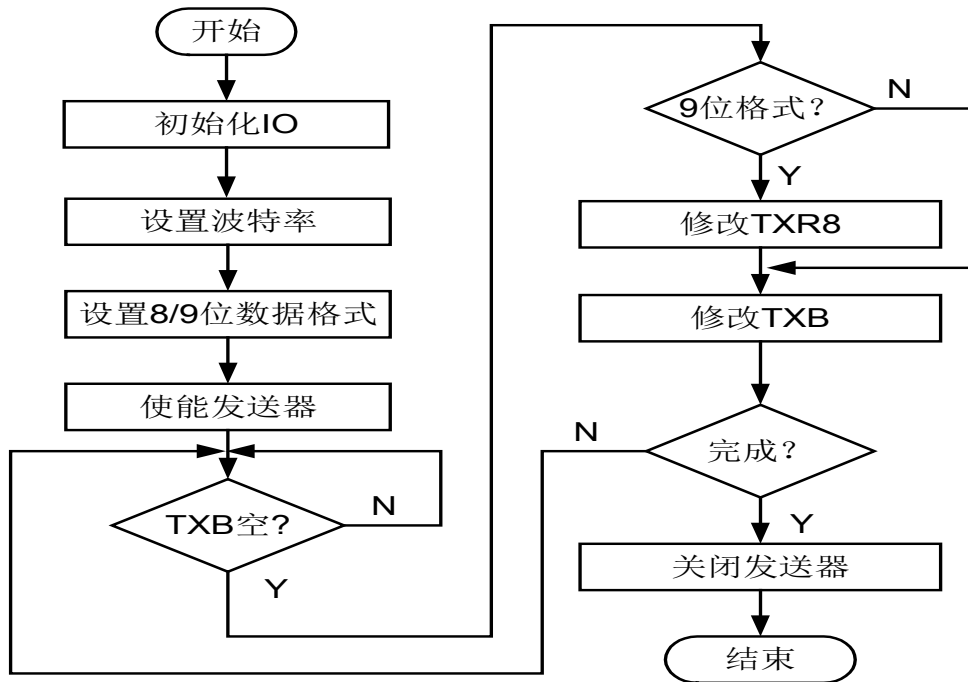 开始
初始化IO
设置波特率
设置8/9位数据格式
使能发送器
TXB空?
N
Y
9位格式？
N
Y
修改TXR8
修改TXB
完成？
N
Y
关闭发送器
结束